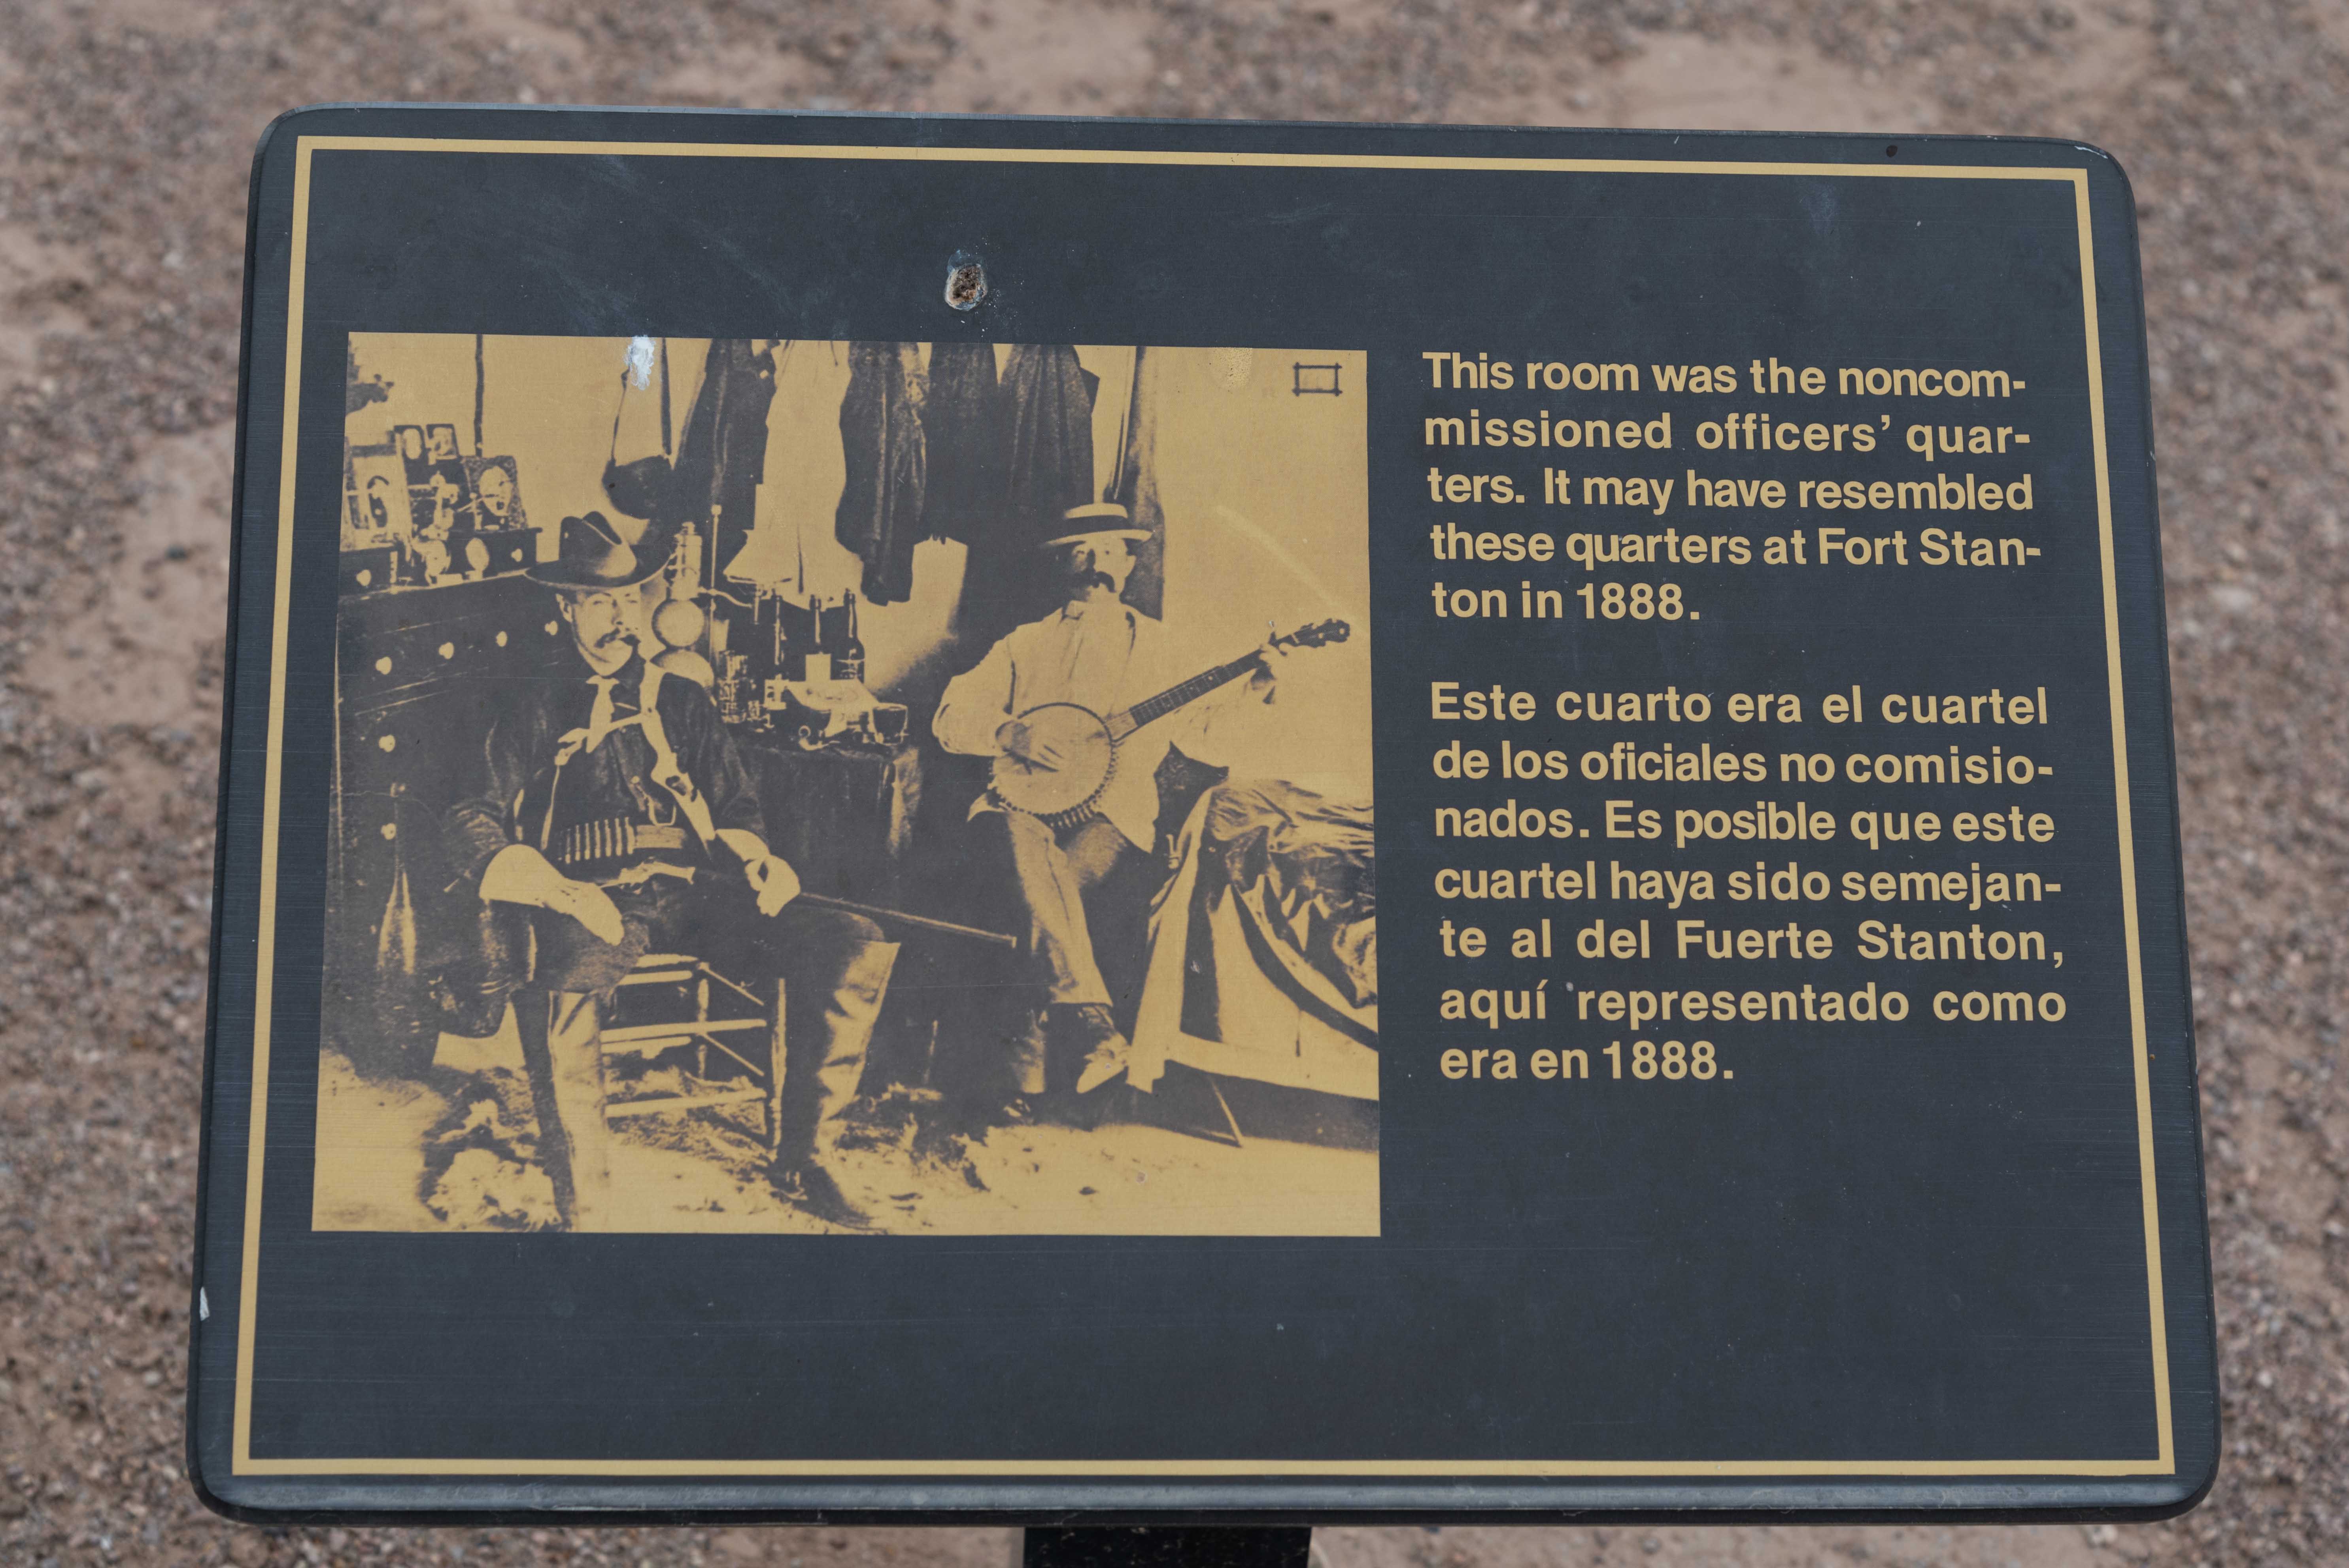 This room was the noncom-
missioned officers’ quar-
ters. It may have resembled
these quarters at Fort Stan-
ton in 1888.
Este cuarto era el cuartel
de los oficiales no comisio-
nados. Es posible que este
cuartel haya sido semejan-
te al del Fuerte Stanton,
aquí representado como
era en 1888.